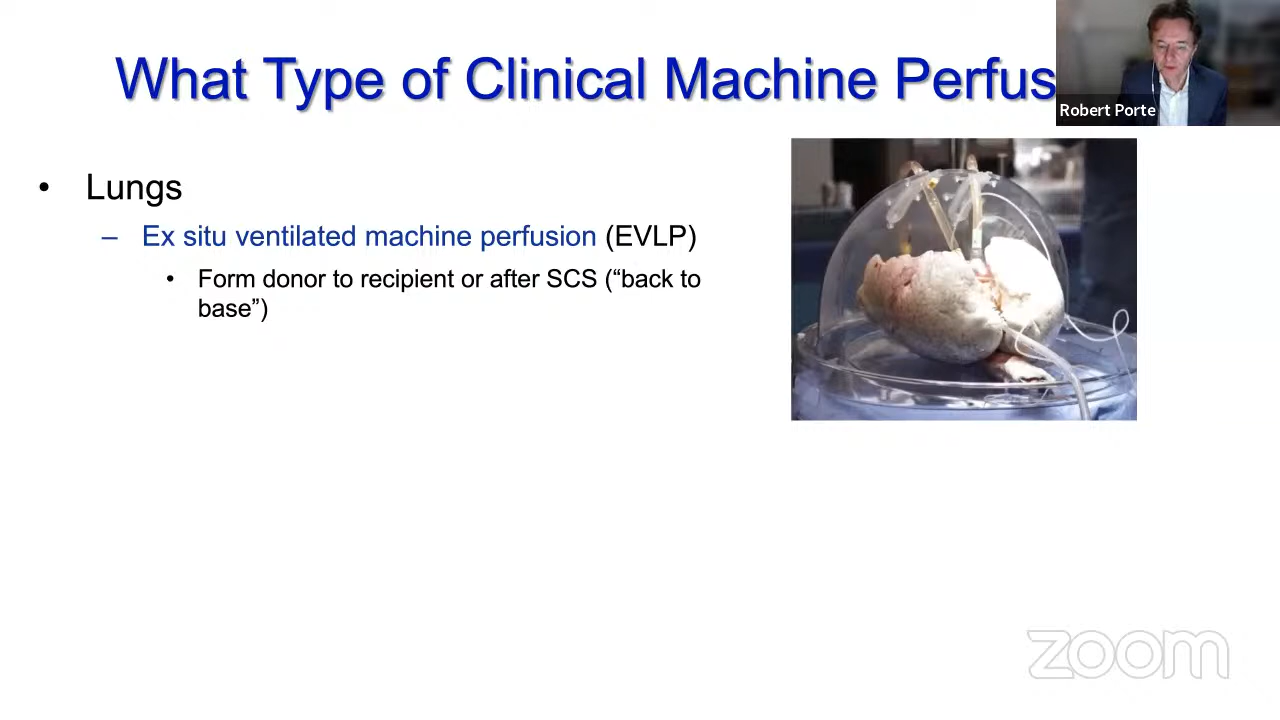 What Type of Clinical Machine Perfus
Robert Porte
• Lungs
– Ex situ ventilated machine perfusion (EVLP)
• Form donor to recipient or after SCS (“back to
base”)
zoom